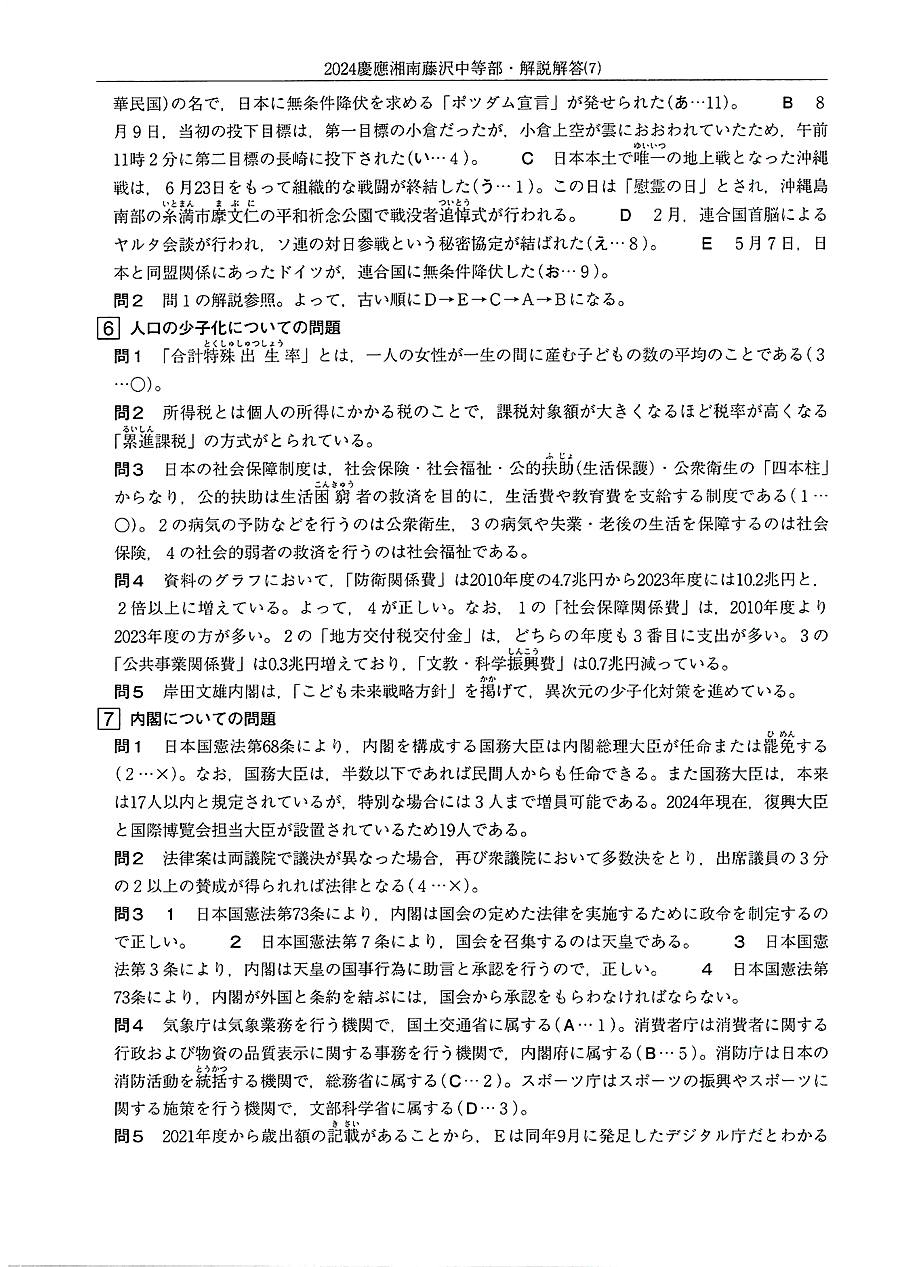 2024慶應湘南藤沢中等部・解説解答(7)
華民国)の名で，日本に無条件降伏を求める「ポツダム宣言」が発せられた(あ…11)。　B　8
月9日，当初の投下目標は，第一目標の小倉だったが，小倉上空が雲におおわれていたため，午前
11時2分に第二目標の長崎に投下された(い…4)。　C　日本本土で唯一の地上戦となった沖縄
戦は，6月23日をもって組織的な戦闘が終結した(う…1)。この日は「慰霊の日」とされ，沖縄島
南部の糸満市摩文仁の平和祈念公園で戦没者追悼式が行われる。　D　2月，連合国首脳による
ヤルタ会談が行われ，ソ連の対日参戦という秘密協定が結ばれた(え…8)。　E　5月7日，日
本と同盟関係にあったドイツが，連合国に無条件降伏した(お…9)。
問2　問1の解説参照。よって，古い順にD→E→C→A→Bになる。
6　人口の少子化についての問題
問1　「合計特殊出生率」とは，一人の女性が一生の間に産む子どもの数の平均のことである(3
…○)。
問2　所得税とは個人の所得にかかる税のことで，課税対象額が大きくなるほど税率が高くなる
「累進課税」の方式がとられている。
問3　日本の社会保障制度は，社会保険・社会福祉・公的扶助(生活保護)・公衆衛生の「四本柱」
からなり，公的扶助は生活困窮者の救済を目的に，生活費や教育費を支給する制度である(1…
○)。2の病気の予防などを行うのは公衆衛生，3の病気や失業・老後の生活を保障するのは社会
保険，4の社会的弱者の救済を行うのは社会福祉である。
問4　資料のグラフにおいて，「防衛関係費」は2010年度の4.7兆円から2023年度には10.2兆円と，
2倍以上に増えている。よって，4が正しい。なお，1の「社会保障関係費」は，2010年度より
2023年度の方が多い。2の「地方交付税交付金」は，どちらの年度も3番目に支出が多い。3の
「公共事業関係費」は0.3兆円増えており，「文教・科学振興費」は0.7兆円減っている。
問5　岸田文雄内閣は，「こども未来戦略方針」を掲げて，異次元の少子化対策を進めている。
7　内閣についての問題
問1　日本国憲法第68条により，内閣を構成する国務大臣は内閣総理大臣が任命または罷免する
(2…×)。なお，国務大臣は，半数以下であれば民間人からも任命できる。また国務大臣は，本来
は17人以内と規定されているが，特別な場合には3人まで増員可能である。2024年現在，復興大臣
と国際博覧会担当大臣が設置されているため19人である。
問2　法律案は両議院で議決が異なった場合，再び衆議院において多数決をとり，出席議員の3分
の2以上の賛成が得られれば法律となる(4…×)。
問3　1　日本国憲法第73条により，内閣は国会の定めた法律を実施するために政令を制定するの
で正しい。　2　日本国憲法第7条により，国会を召集するのは天皇である。　3　日本国憲
法第3条により，内閣は天皇の国事行為に助言と承認を行うので，正しい。　4　日本国憲法第
73条により，内閣が外国と条約を結ぶには，国会から承認をもらわなければならない。
問4　気象庁は気象業務を行う機関で，国土交通省に属する(A…1)。消費者庁は消費者に関する
行政および物資の品質表示に関する事務を行う機関で，内閣府に属する(B…5)。消防庁は日本の
消防活動を統括する機関で，総務省に属する(C…2)。スポーツ庁はスポーツの振興やスポーツに
関する施策を行う機関で，文部科学省に属する(D…3)。
問5　2021年度から歳出額の記載があることから，Eは同年9月に発足したデジタル庁だとわかる